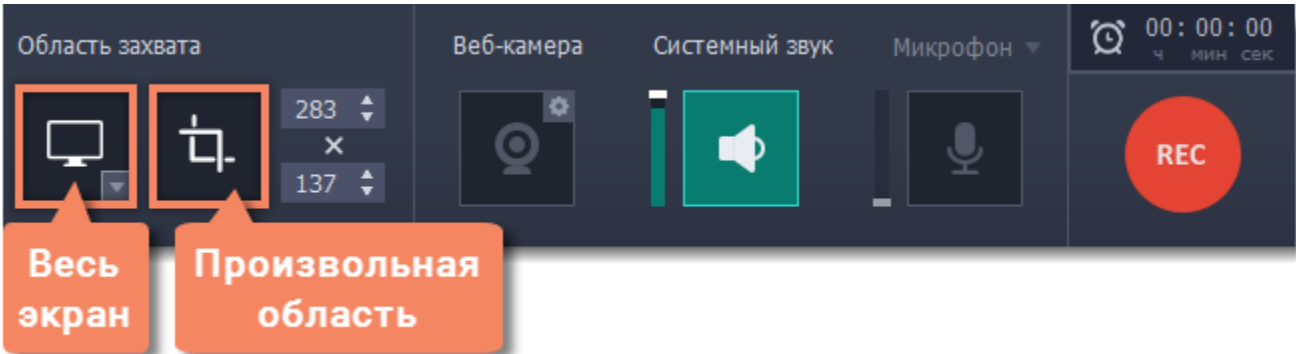 Область захвата
Веб-камера
Системный звук
Микрофон
00:00:00
ч мин сек
283
×
137
REC
Весь
экран
Произвольная
область